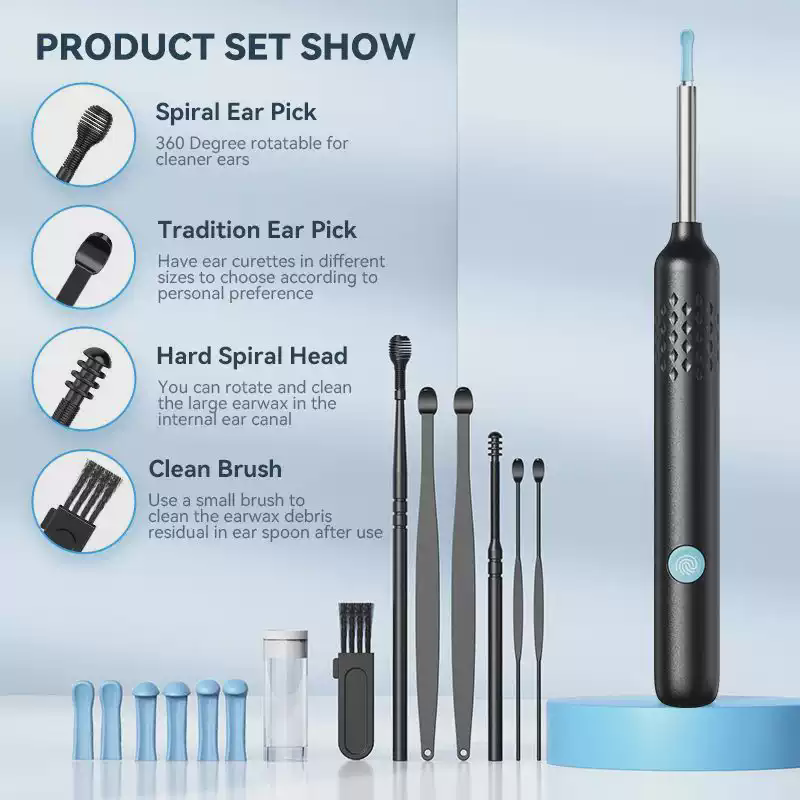 PRODUCT SET SHOW
Spiral Ear Pick
360 Degree rotatable for
cleaner ears
Tradition Ear Pick
Have ear curettes in different
sizes to choose according to
personal preference
Hard Spiral Head
You can rotate and clean
the large earwax in the
internal ear canal
Clean Brush
Use a small brush to
clean the earwax debris
residual in ear spoon after use